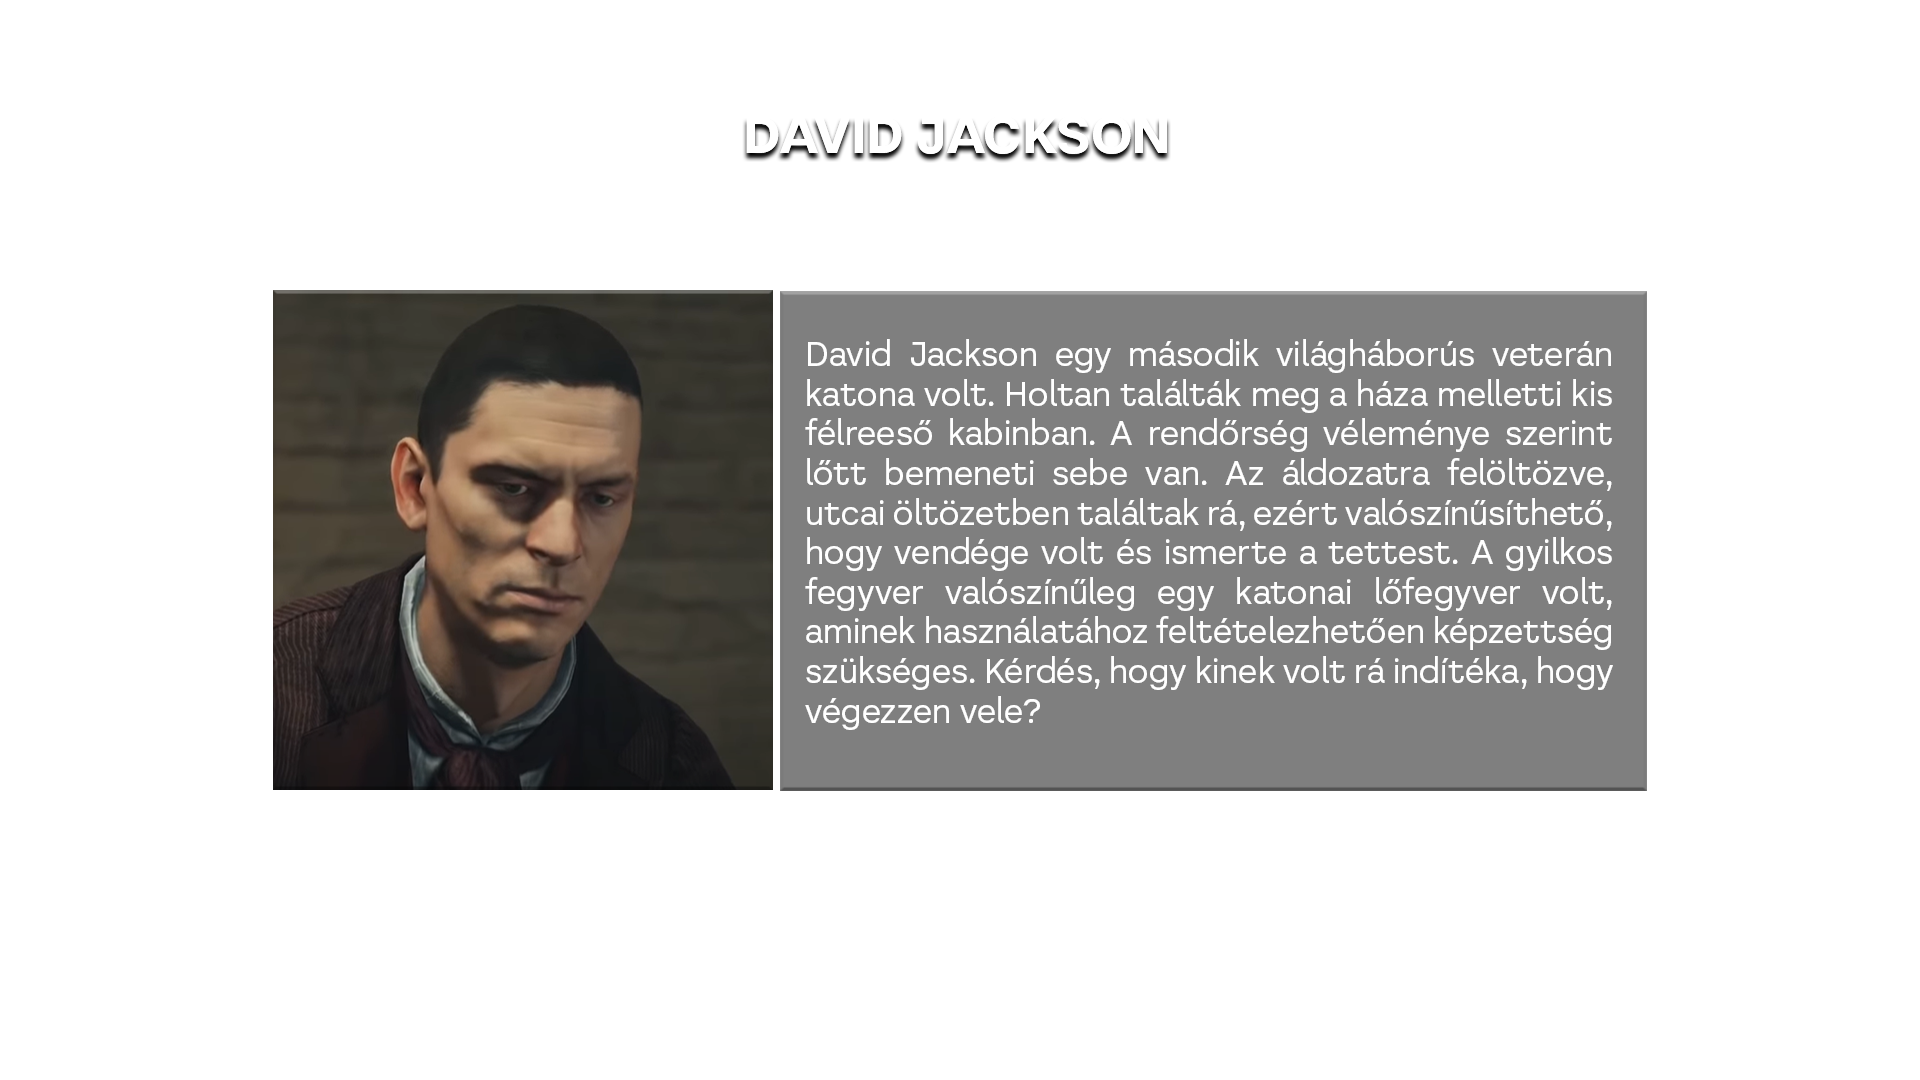 DAVID JACKSON
David Jackson egy második világháborús veterán
katona volt. Holtan találták meg a háza melletti kis
félreeső kabinban. A rendőrség véleménye szerint
lőtt bemeneti sebe van. Az áldozatra felöltözve,
utcai öltözetben találtak rá, ezért valószínűsíthető,
hogy vendége volt és ismerte a tettest. A gyilkos
fegyver valószínűleg egy katonai lőfegyver volt,
aminek használatához feltételezhetően képzettség
szükséges. Kérdés, hogy kinek volt rá indítéka, hogy
végezzen vele?